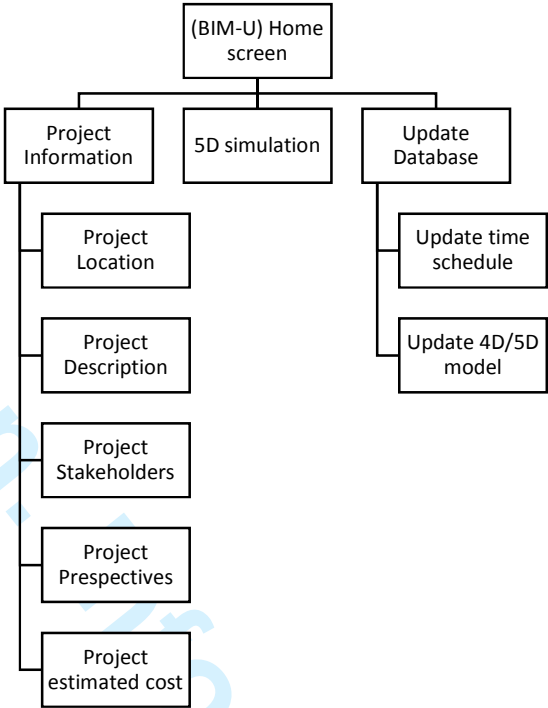 (BIM-U) Home
screen
Project
Information
5D simulation
Update
Database
Project
Location
Project
Description
Project
Stakeholders
Project
Prespectives
Project
estimated cost
Update time
schedule
Update 4D/5D
model